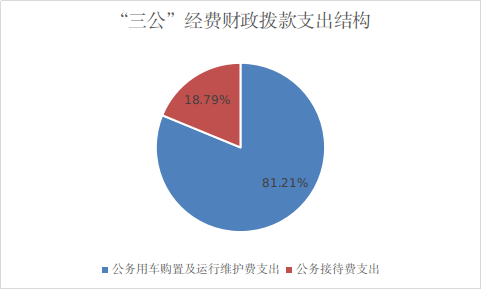 “三公”经费财政拨款支出结构
18.79%
81.21%
公务用车购置及运行维护费支出 公务接待费支出